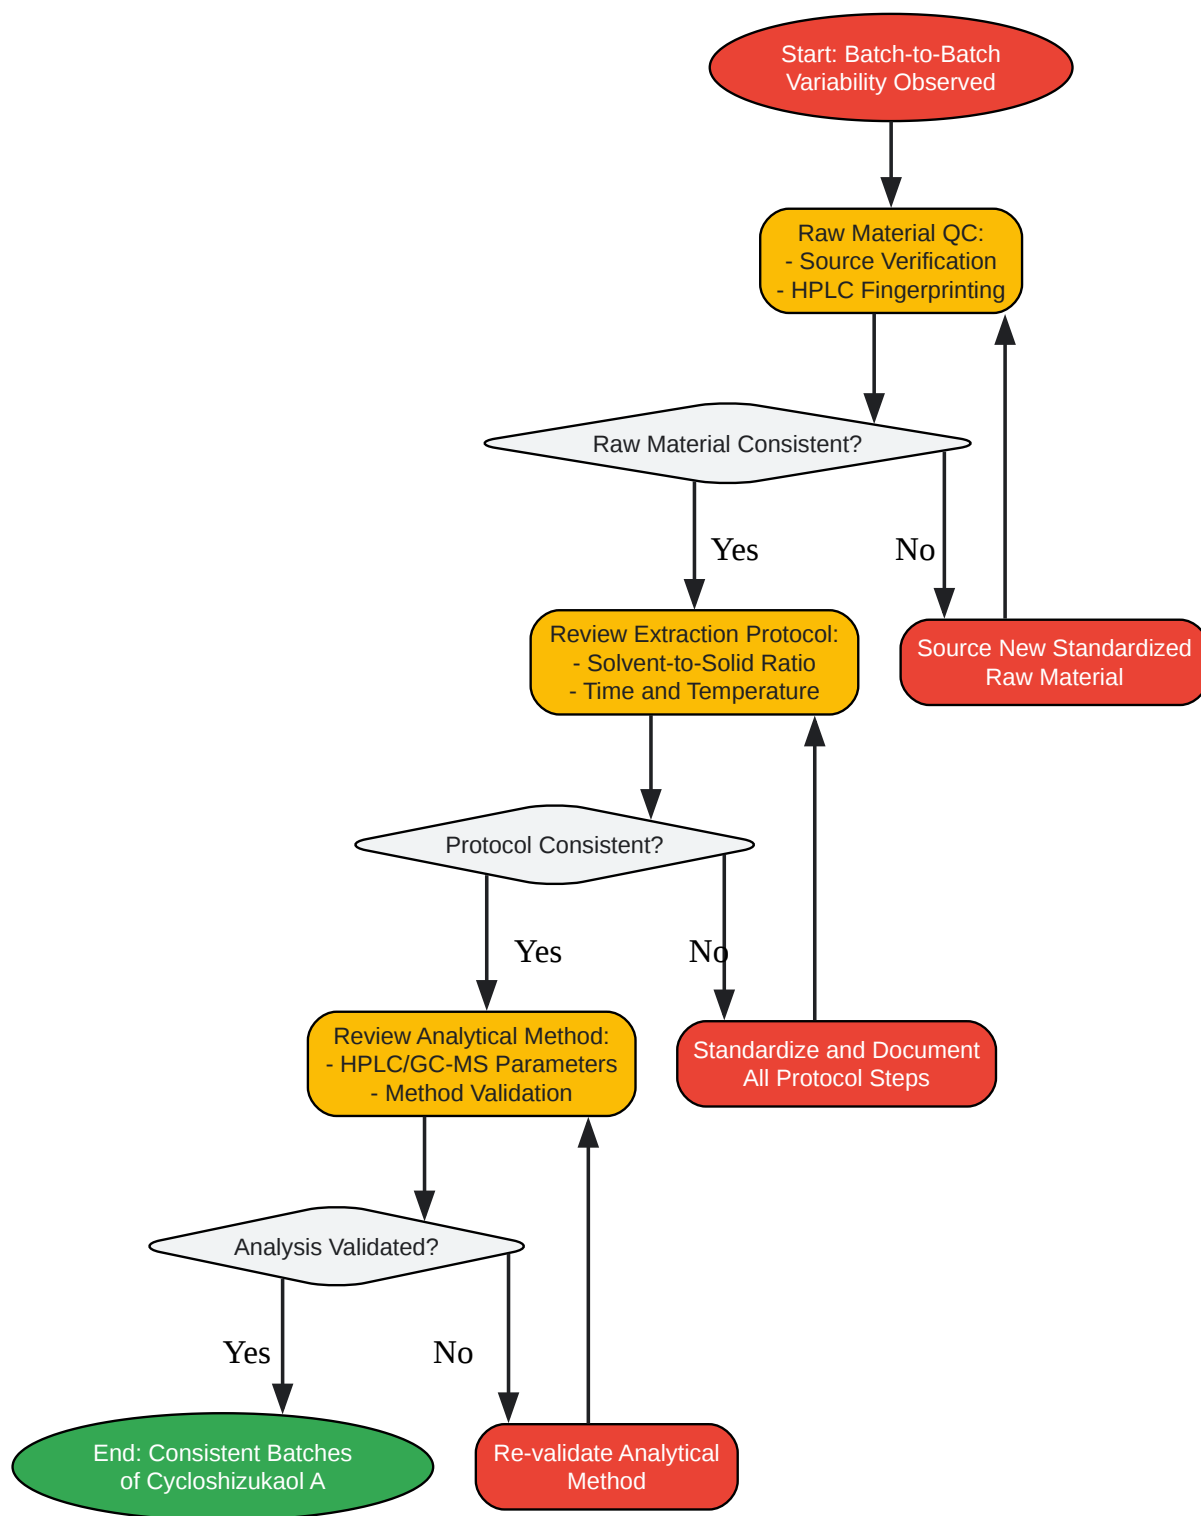 Start: Batch-to-Batch
Variability Observed
Raw Material QC:
- Source Verification
- HPLC Fingerprinting
Raw Material Consistent?
Yes
No
Review Extraction Protocol:
- Solvent-to-Solid Ratio
- Time and Temperature
Source New Standardized
Raw Material
Protocol Consistent?
Yes
No
Review Analytical Method:
- HPLC/GC-MS Parameters
- Method Validation
Standardize and Document
All Protocol Steps
Analysis Validated?
Yes
No
End: Consistent Batches
of Cycloshizukaol A
Re-validate Analytical
Method